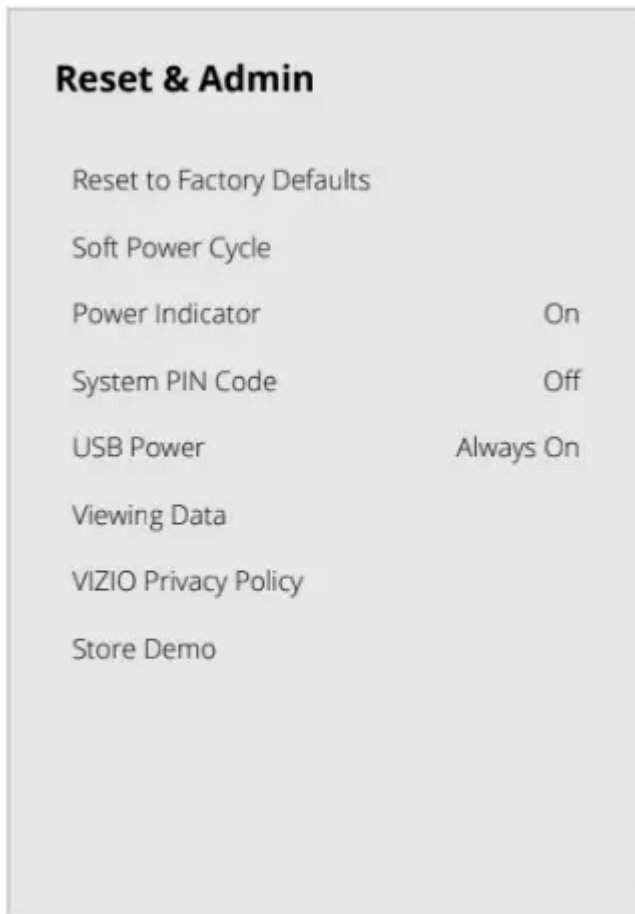 Reset & Admin
Reset to Factory Defaults
Soft Power Cycle
Power Indicator On
System PIN Code Off
USB Power Always On
Viewing Data
VIZIO Privacy Policy
Store Demo